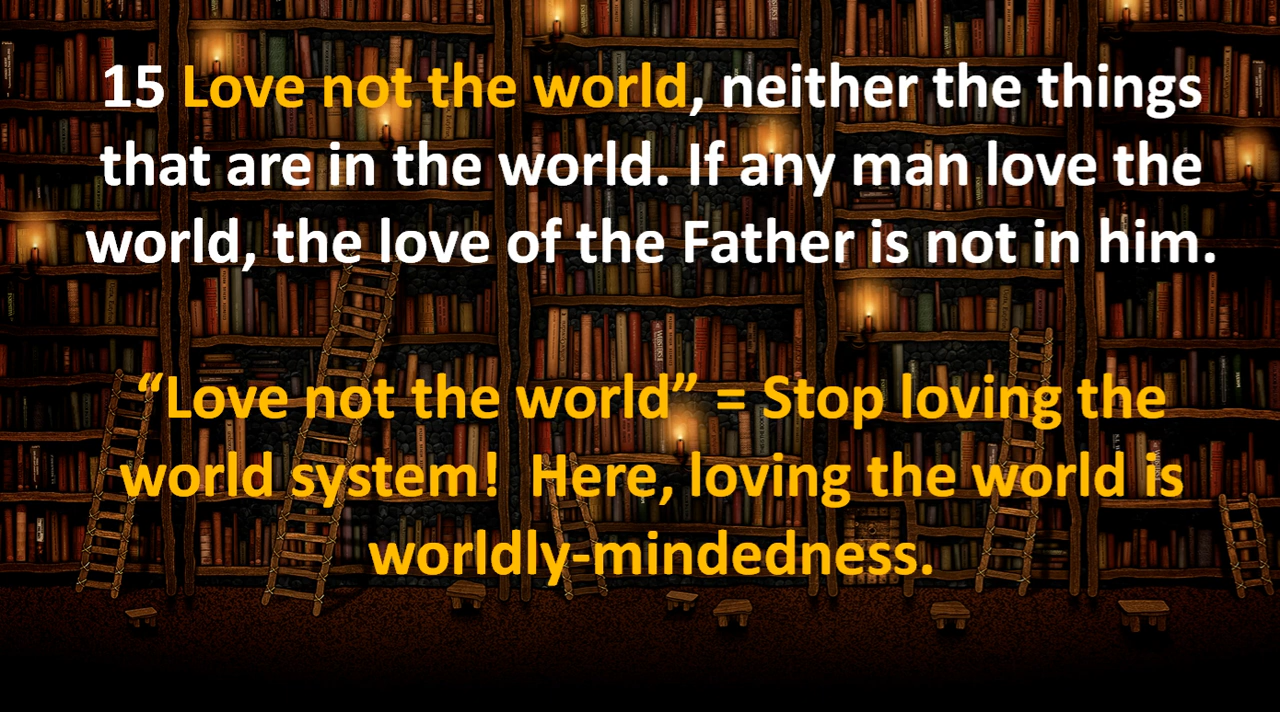 15 Love not the world, neither the things
that are in the world. If any man love the
world, the love of the Father is not in him.
“Love not the world” = Stop loving the
world system!  Here, loving the world is
worldly-mindedness.